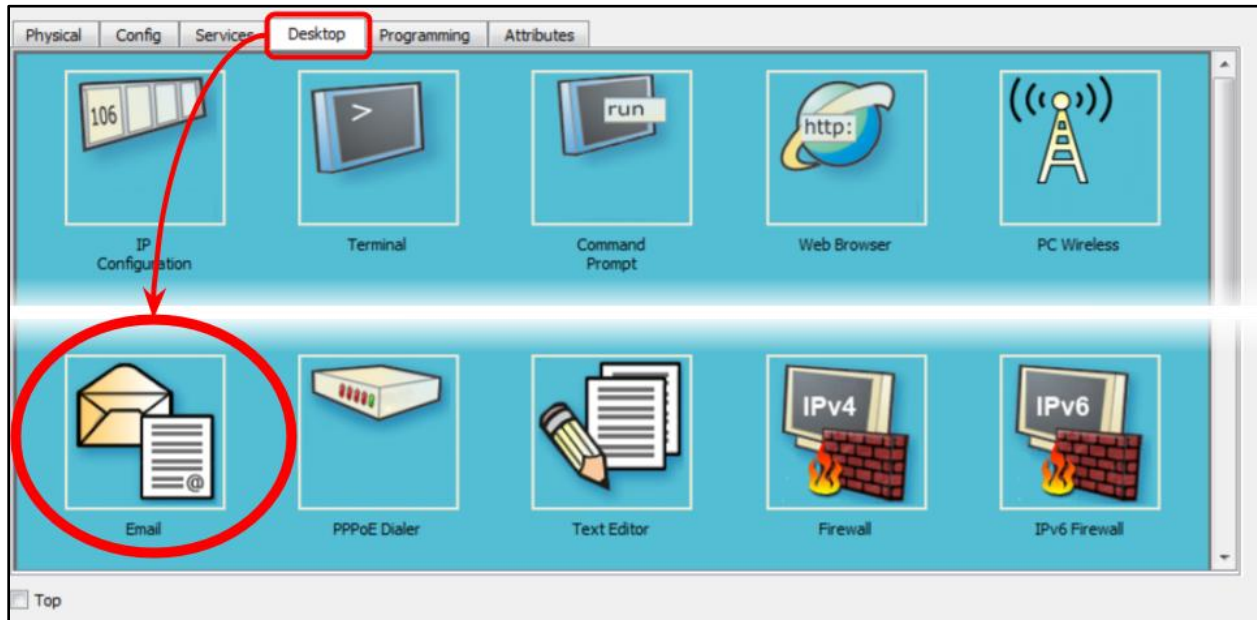 Physical
Config
Services
Desktop
Programming
Attributes
106
>
run
http:
IP
Configuration
Terminal
Command
Prompt
Web Browser
PC Wireless
@
IPv4
IPv6
Email
PPPoE Dialer
Text Editor
Firewall
IPv6 Firewall
Top